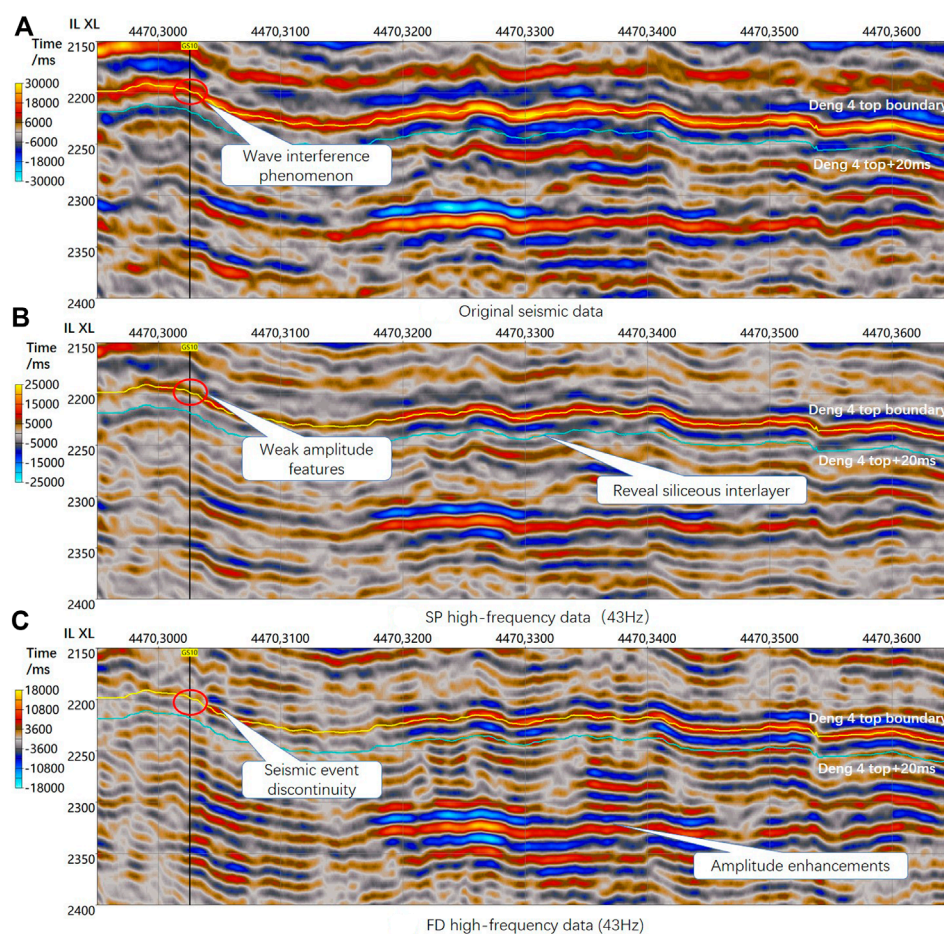 A
IL XL 4470,3000 4470,3100 4470,3200 4470,3300 4470,3400 4470,3500 4470,3600
Time
/ms
GS10
2150
30000
18000
6000
-6000
-18000
-30000
2200
2250
2300
2350
2400
Deng 4 top boundary
Deng 4 top+20ms
Wave interference
phenomenon
Original seismic data
B
IL XL 4470,3000 4470,3100 4470,3200 4470,3300 4470,3400 4470,3500 4470,3600
Time
/ms
GS10
2150
25000
15000
5000
-5000
-15000
-25000
2200
2250
2300
2350
2400
Deng 4 top boundary
Deng 4 top+20ms
Weak amplitude
features
Reveal siliceous interlayer
SP high-frequency data (43Hz)
C
IL XL 4470,3000 4470,3100 4470,3200 4470,3300 4470,3400 4470,3500 4470,3600
Time
/ms
GS10
2150
18000
10800
3600
-3600
-10800
-18000
2200
2250
2300
2350
2400
Deng 4 top boundary
Deng 4 top+20ms
Seismic event
discontinuity
Amplitude enhancements
FD high-frequency data (43Hz)